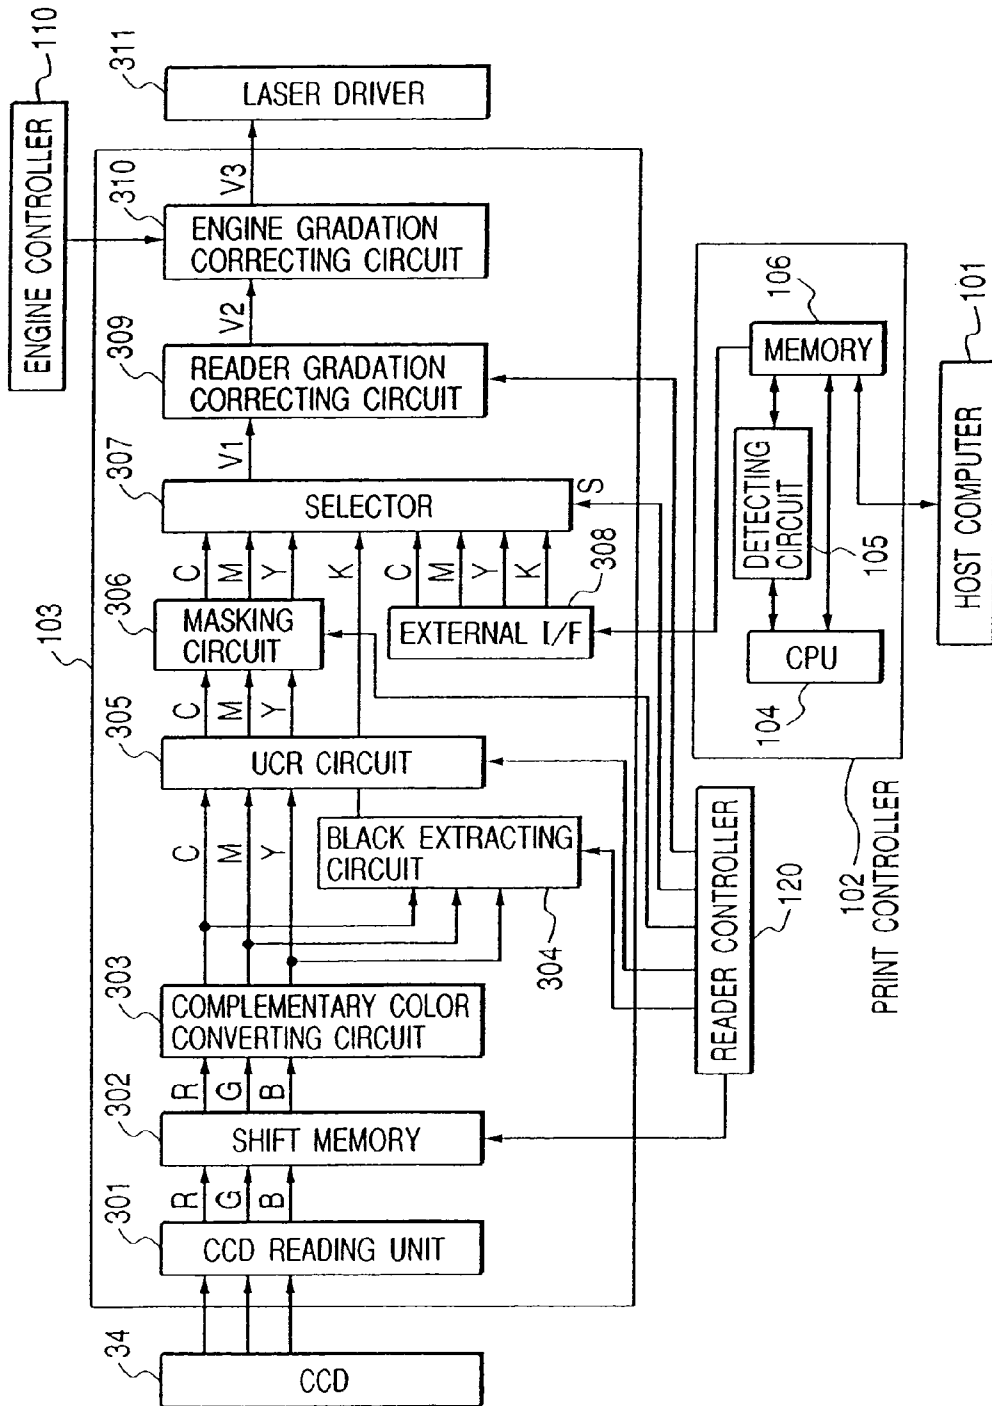 ENGINE CONTROLLER
110
103
34
CCD
301
CCD READING UNIT
R
G
B
302
SHIFT MEMORY
R
G
B
303
COMPLEMENTARY COLOR
CONVERTING CIRCUIT
C
M
Y
304
BLACK EXTRACTING
CIRCUIT
305
UCR CIRCUIT
C
M
Y
306
MASKING
CIRCUIT
C
M
Y
K
307
SELECTOR
S
C
M
Y
K
308
EXTERNAL I/F
V1
309
READER GRADATION
CORRECTING CIRCUIT
V2
310
ENGINE GRADATION
CORRECTING CIRCUIT
V3
311
LASER DRIVER
READER CONTROLLER
120
102
PRINT CONTROLLER
CPU
104
DETECTING
CIRCUIT
105
MEMORY
106
HOST COMPUTER
101